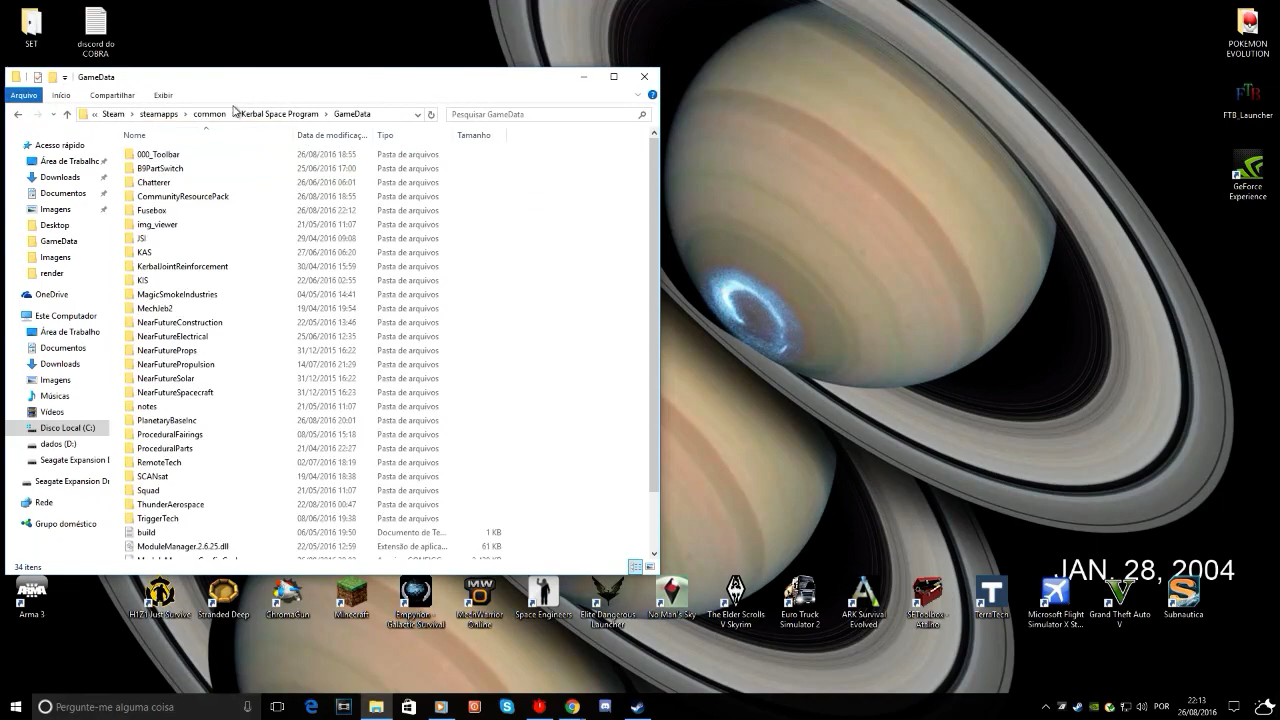 SET
discord do
COBRA
POKEMON
EVOLUTION
FTB
FTB_Launcher
GeForce
Experience
GameData
Arquivo Início Compartilhar Exibir
« Steam > steamapps > common > Kerbal Space Program > GameData
Pesquisar GameData
Nome Data de modificaç... Tipo Tamanho
Acesso rápido
Área de Trabalhc
Downloads
Documentos
Imagens
Desktop
GameData
Imagens
render
OneDrive
Este Computador
Área de Trabalho
Documentos
Downloads
Imagens
Músicas
Vídeos
Disco Local (C:)
dados (D:)
Seagate Expansion D
Seagate Expansion Dr
Rede
Grupo doméstico
000_Toolbar 26/08/2016 18:55 Pasta de arquivos
B9PartSwitch 25/06/2016 17:00 Pasta de arquivos
Chatterer 26/06/2016 06:01 Pasta de arquivos
CommunityResourcePack 26/08/2016 18:55 Pasta de arquivos
Fusebox 26/08/2016 22:12 Pasta de arquivos
img_viewer 21/05/2016 11:07 Pasta de arquivos
JSI 29/04/2016 09:08 Pasta de arquivos
KAS 27/06/2016 06:20 Pasta de arquivos
KerbalJointReinforcement 30/04/2016 15:59 Pasta de arquivos
KIS 22/06/2016 02:55 Pasta de arquivos
MagicSmokeIndustries 04/05/2016 14:41 Pasta de arquivos
MechJeb2 19/04/2016 19:54 Pasta de arquivos
NearFutureConstruction 22/05/2016 13:46 Pasta de arquivos
NearFutureElectrical 25/06/2016 12:35 Pasta de arquivos
NearFutureProps 31/12/2015 16:22 Pasta de arquivos
NearFuturePropulsion 14/07/2016 21:29 Pasta de arquivos
NearFutureSolar 31/12/2015 16:22 Pasta de arquivos
NearFutureSpacecraft 31/12/2015 16:23 Pasta de arquivos
notes 21/05/2016 11:07 Pasta de arquivos
PlanetaryBaseInc 26/08/2016 20:01 Pasta de arquivos
ProceduralFairings 08/05/2016 15:18 Pasta de arquivos
ProceduralParts 21/04/2016 22:27 Pasta de arquivos
RemoteTech 02/07/2016 18:19 Pasta de arquivos
SCANsat 19/04/2016 18:38 Pasta de arquivos
Squad 21/05/2016 11:07 Pasta de arquivos
ThunderAerospace 22/08/2016 00:47 Pasta de arquivos
TriggerTech 08/06/2016 19:38 Pasta de arquivos
build 06/05/2016 19:50 Documento de Te... 1 KB
ModuleManager.2.6.25.dll 22/05/2016 12:59 Extensão de aplica... 61 KB
34 itens
JAN. 28, 2004
Arma 3
H1Z1 Just Survive
Stranded Deep
ChromaGun
Minecraft
Empyrion -
Galactic Survival
MechWarrior
Online
Space Engineers
Elite Dangerous
Launcher
No Man's Sky
The Elder Scrolls
V Skyrim
Euro Truck
Simulator 2
ARK Survival
Evolved
SEToolbox -
Atalho
TerraTech
Microsoft Flight
Simulator X St...
Grand Theft Auto
V
Subnautica
Pergunte-me alguma coisa
POR
22:13
26/08/2016